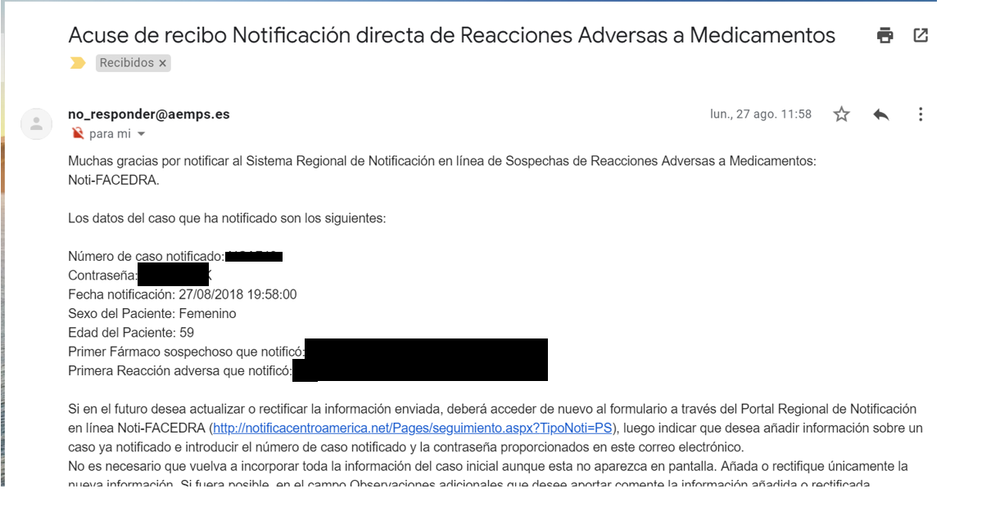 Acuse de recibo Notificación directa de Reacciones Adversas a Medicamentos
Recibidos x
no_responder@aemps.es
lun., 27 ago. 11:58
para mi
Muchas gracias por notificar al Sistema Regional de Notificación en línea de Sospechas de Reacciones Adversas a Medicamentos:
Noti-FACEDRA.
Los datos del caso que ha notificado son los siguientes:
Número de caso notificado:
Contraseña:
Fecha notificación: 27/08/2018 19:58:00
Sexo del Paciente: Femenino
Edad del Paciente: 59
Primer Fármaco sospechoso que notificó:
Primera Reacción adversa que notificó:
Si en el futuro desea actualizar o rectificar la información enviada, deberá acceder de nuevo al formulario a través del Portal Regional de Notificación
en línea Noti-FACEDRA (http://notificacentroamerica.net/Pages/seguimiento.aspx?TipoNoti=PS), luego indicar que desea añadir información sobre un
caso ya notificado e introducir el número de caso notificado y la contraseña proporcionados en este correo electrónico.
No es necesario que vuelva a incorporar toda la información del caso inicial aunque esta no aparezca en pantalla. Añada o rectifique únicamente la
nueva información. Si fuera posible, en el campo Observaciones adicionales que desee aportar comente la información añadida o rectificada